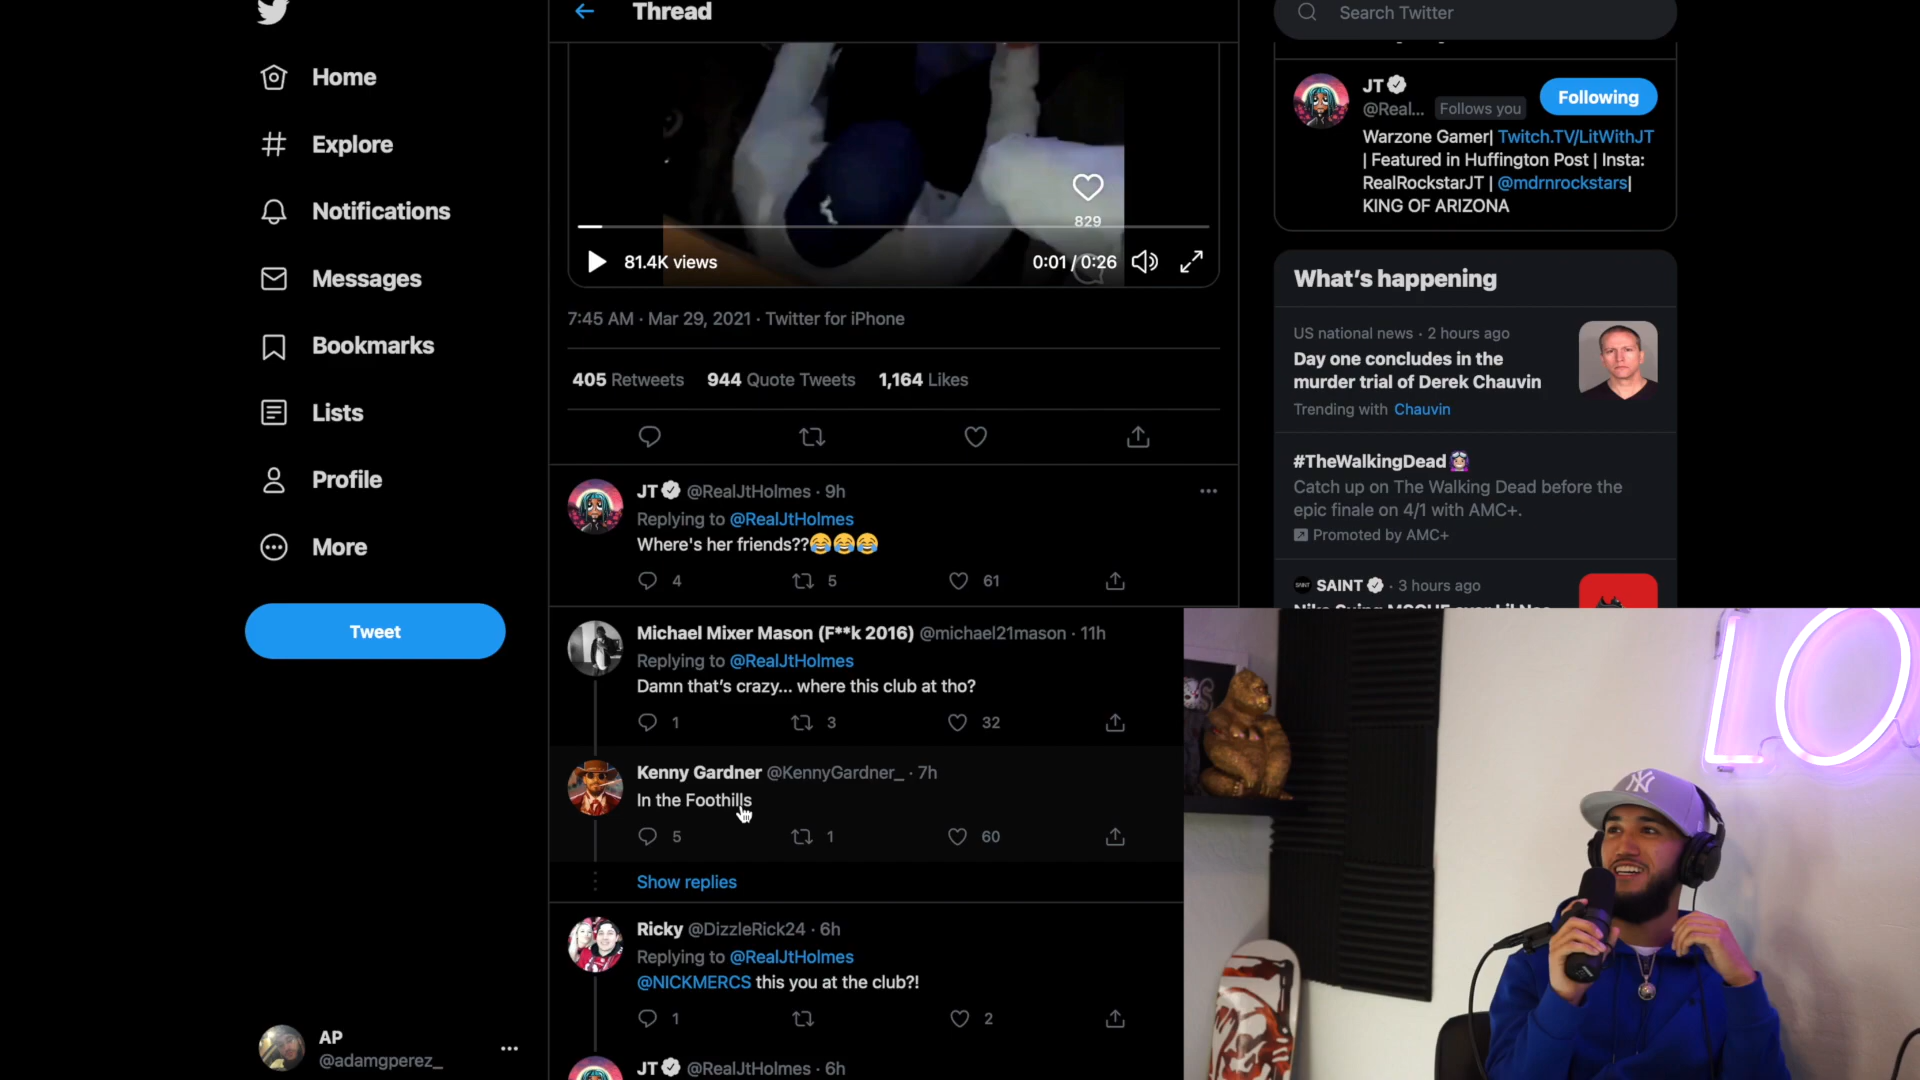 Home
Explore
Notifications
Messages
Bookmarks
Lists
Profile
More
Tweet
AP
@adamgperez_
Thread
829
81.4K views
0:01 / 0:26
7:45 AM · Mar 29, 2021 · Twitter for iPhone
405 Retweets 944 Quote Tweets 1,164 Likes
JT @RealJtHolmes · 9h
Replying to @RealJtHolmes
Where's her friends??😂😂😂
4 5 61
Michael Mixer Mason (F**k 2016) @michael21mason · 11h
Replying to @RealJtHolmes
Damn that's crazy... where this club at tho?
1 3 32
Kenny Gardner @KennyGardner_ · 7h
In the Foothills
5 1 60
Show replies
Ricky @DizzleRick24 · 6h
Replying to @RealJtHolmes
@NICKMERCS this you at the club?!
1 2
JT @RealJtHolmes · 6h
Search Twitter
JT
@Real... Follows you
Following
Warzone Gamer| Twitch.TV/LitWithJT
| Featured in Huffington Post | Insta:
RealRockstarJT | @mdrnrockstars|
KING OF ARIZONA
What's happening
US national news · 2 hours ago
Day one concludes in the
murder trial of Derek Chauvin
Trending with Chauvin
#TheWalkingDead
Catch up on The Walking Dead before the
epic finale on 4/1 with AMC+.
Promoted by AMC+
SAINT · 3 hours ago
LO
NY